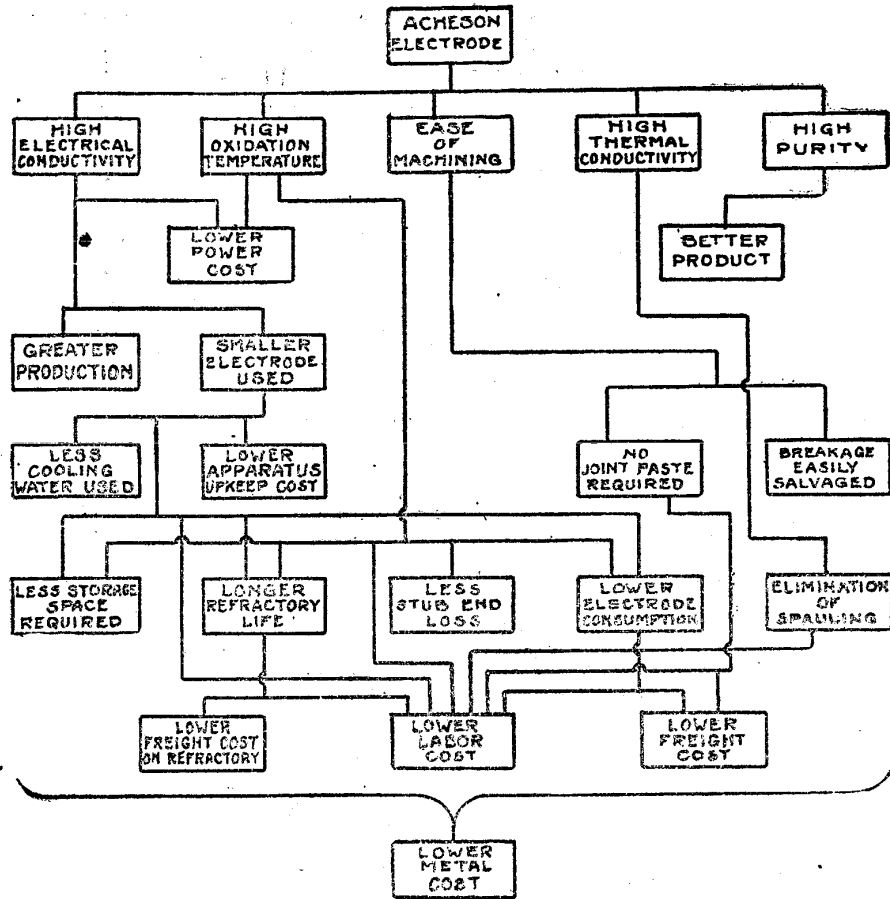 ACHESON
ELECTRODE
HIGH
ELECTRICAL
CONDUCTIVITY
HIGH
OXIDATION
TEMPERATURE
EASE
OF
MACHINING
HIGH
THERMAL
CONDUCTIVITY
HIGH
PURITY
LOWER
POWER
COST
BETTER
PRODUCT
GREATER
PRODUCTION
SMALLER
ELECTRODE
USED
LESS
COOLING
WATER USED
LOWER
APPARATUS
UPKEEP COST
NO
JOINT PASTE
REQUIRED
BREAKAGE
EASILY
SALVAGED
LESS STORAGE
SPACE
REQUIRED
LONGER
REFRACTORY
LIFE
LESS
STUB END
LOSS
LOWER
ELECTRODE
CONSUMPTION
ELIMINATION
OF
SPAULING
LOWER
FREIGHT COST
ON REFRACTORY
LOWER
LABOR
COST
LOWER
FREIGHT
COST
LOWER
METAL
COST